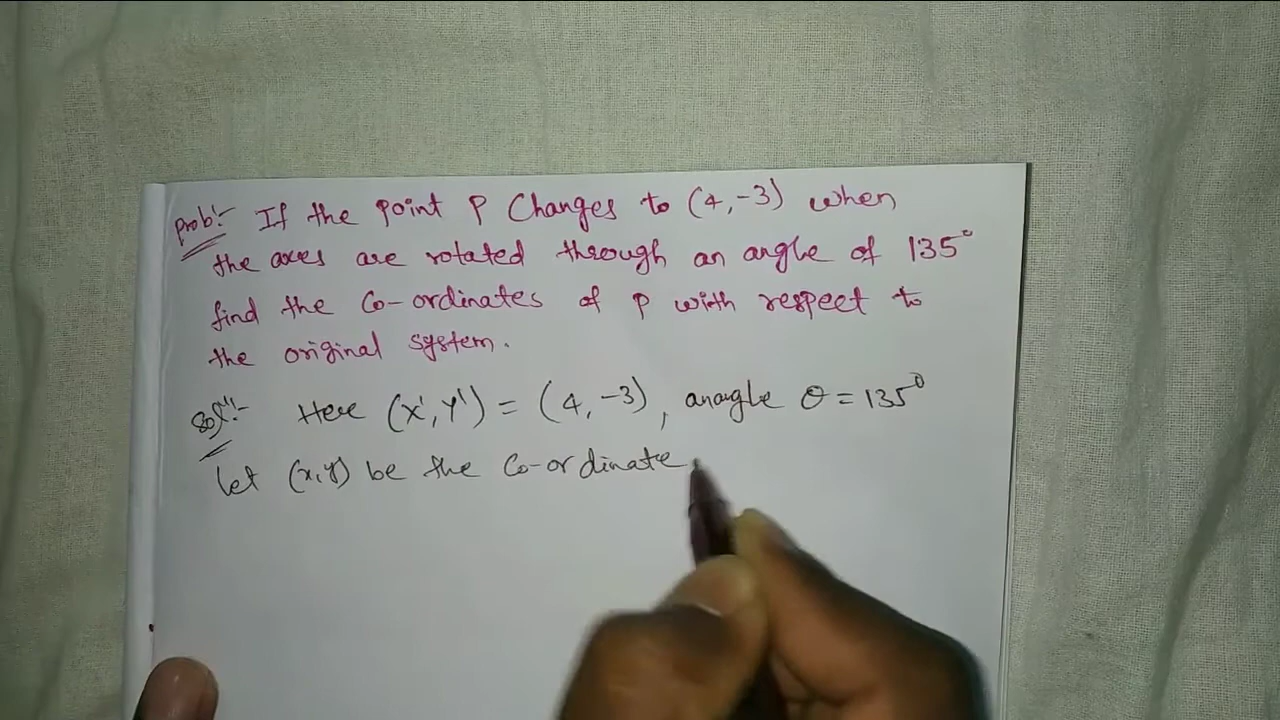 Prob:- If the point P Changes to (4,-3) when
the axes are rotated through an angle of 135°
find the Co-ordinates of P with respect to
the original system.
Solⁿ:- Here (x',y') = (4,-3), anagle θ = 135°
Let (x,y) be the Co-ordinate